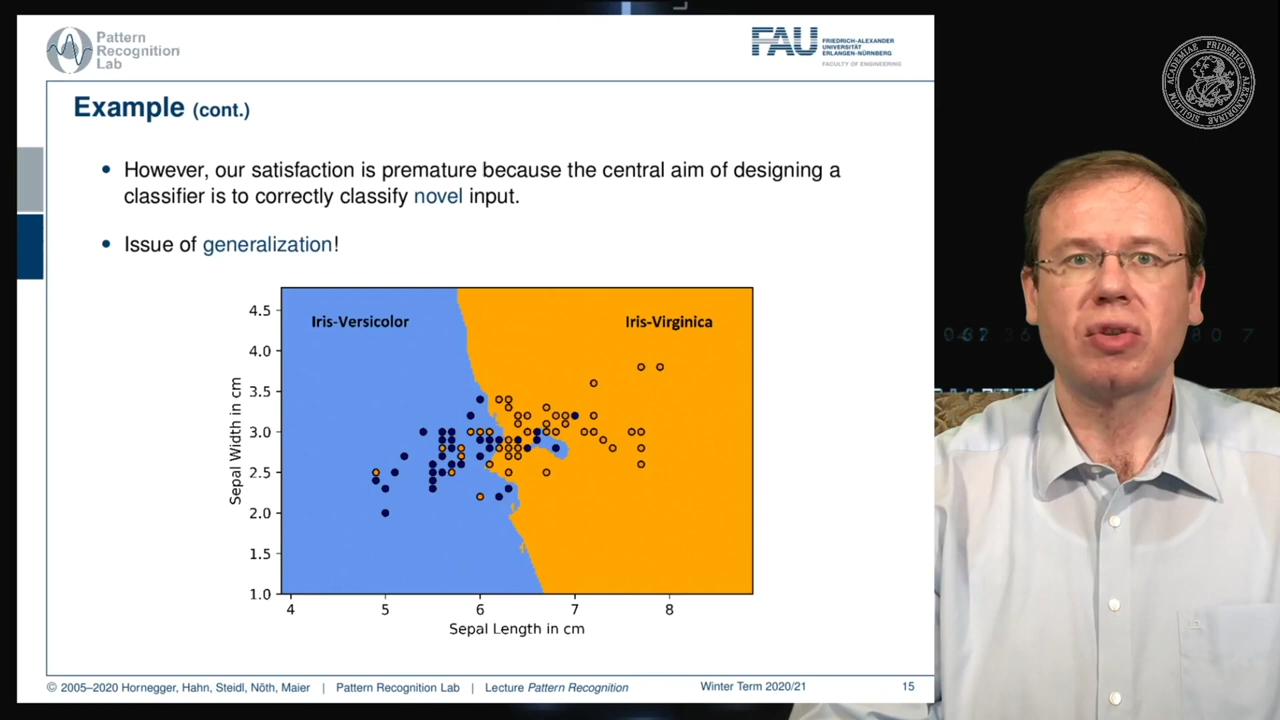 Pattern
Recognition
Lab
FAU
FRIEDRICH-ALEXANDER
UNIVERSITÄT
ERLANGEN-NÜRNBERG
FACULTY OF ENGINEERING
Example (cont.)
• However, our satisfaction is premature because the central aim of designing a
classifier is to correctly classify novel input.
• Issue of generalization!
Iris-Versicolor
Iris-Virginica
Sepal Width in cm
4.5
4.0
3.5
3.0
2.5
2.0
1.5
1.0
4 5 6 7 8
Sepal Length in cm
© 2005–2020 Hornegger, Hahn, Steidl, Nöth, Maier | Pattern Recognition Lab | Lecture Pattern Recognition Winter Term 2020/21 15